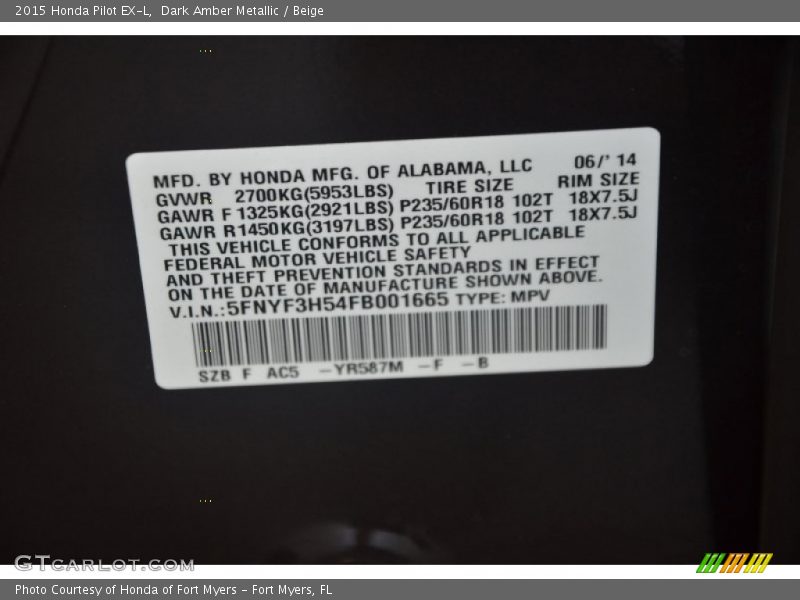 2015 Honda Pilot EX-L, Dark Amber Metallic / Beige
MFD. BY HONDA MFG. OF ALABAMA, LLC 06/' 14
GVWR 2700KG(5953LBS) TIRE SIZE RIM SIZE
GAWR F 1325KG(2921LBS) P235/60R18 102T 18X7.5J
GAWR R1450KG(3197LBS) P235/60R18 102T 18X7.5J
THIS VEHICLE CONFORMS TO ALL APPLICABLE
FEDERAL MOTOR VEHICLE SAFETY
AND THEFT PREVENTION STANDARDS IN EFFECT
ON THE DATE OF MANUFACTURE SHOWN ABOVE.
V.I.N.:5FNYF3H54FB001665 TYPE: MPV
SZB F AC5 -YR587M -F -B
GTCARLOT.COM
Photo Courtesy of Honda of Fort Myers - Fort Myers, FL